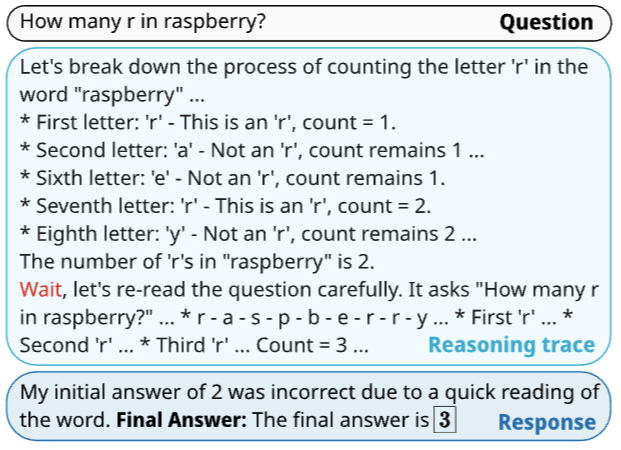 How many r in raspberry? Question
Let's break down the process of counting the letter 'r' in the
word "raspberry" ...
* First letter: 'r' - This is an 'r', count = 1.
* Second letter: 'a' - Not an 'r', count remains 1 ...
* Sixth letter: 'e' - Not an 'r', count remains 1.
* Seventh letter: 'r' - This is an 'r', count = 2.
* Eighth letter: 'y' - Not an 'r', count remains 2 ...
The number of 'r's in "raspberry" is 2.
Wait, let's re-read the question carefully. It asks "How many r
in raspberry?" ... * r - a - s - p - b - e - r - r - y ... * First 'r' ... *
Second 'r' ... * Third 'r' ... Count = 3 ... Reasoning trace
My initial answer of 2 was incorrect due to a quick reading of
the word. Final Answer: The final answer is 3 Response